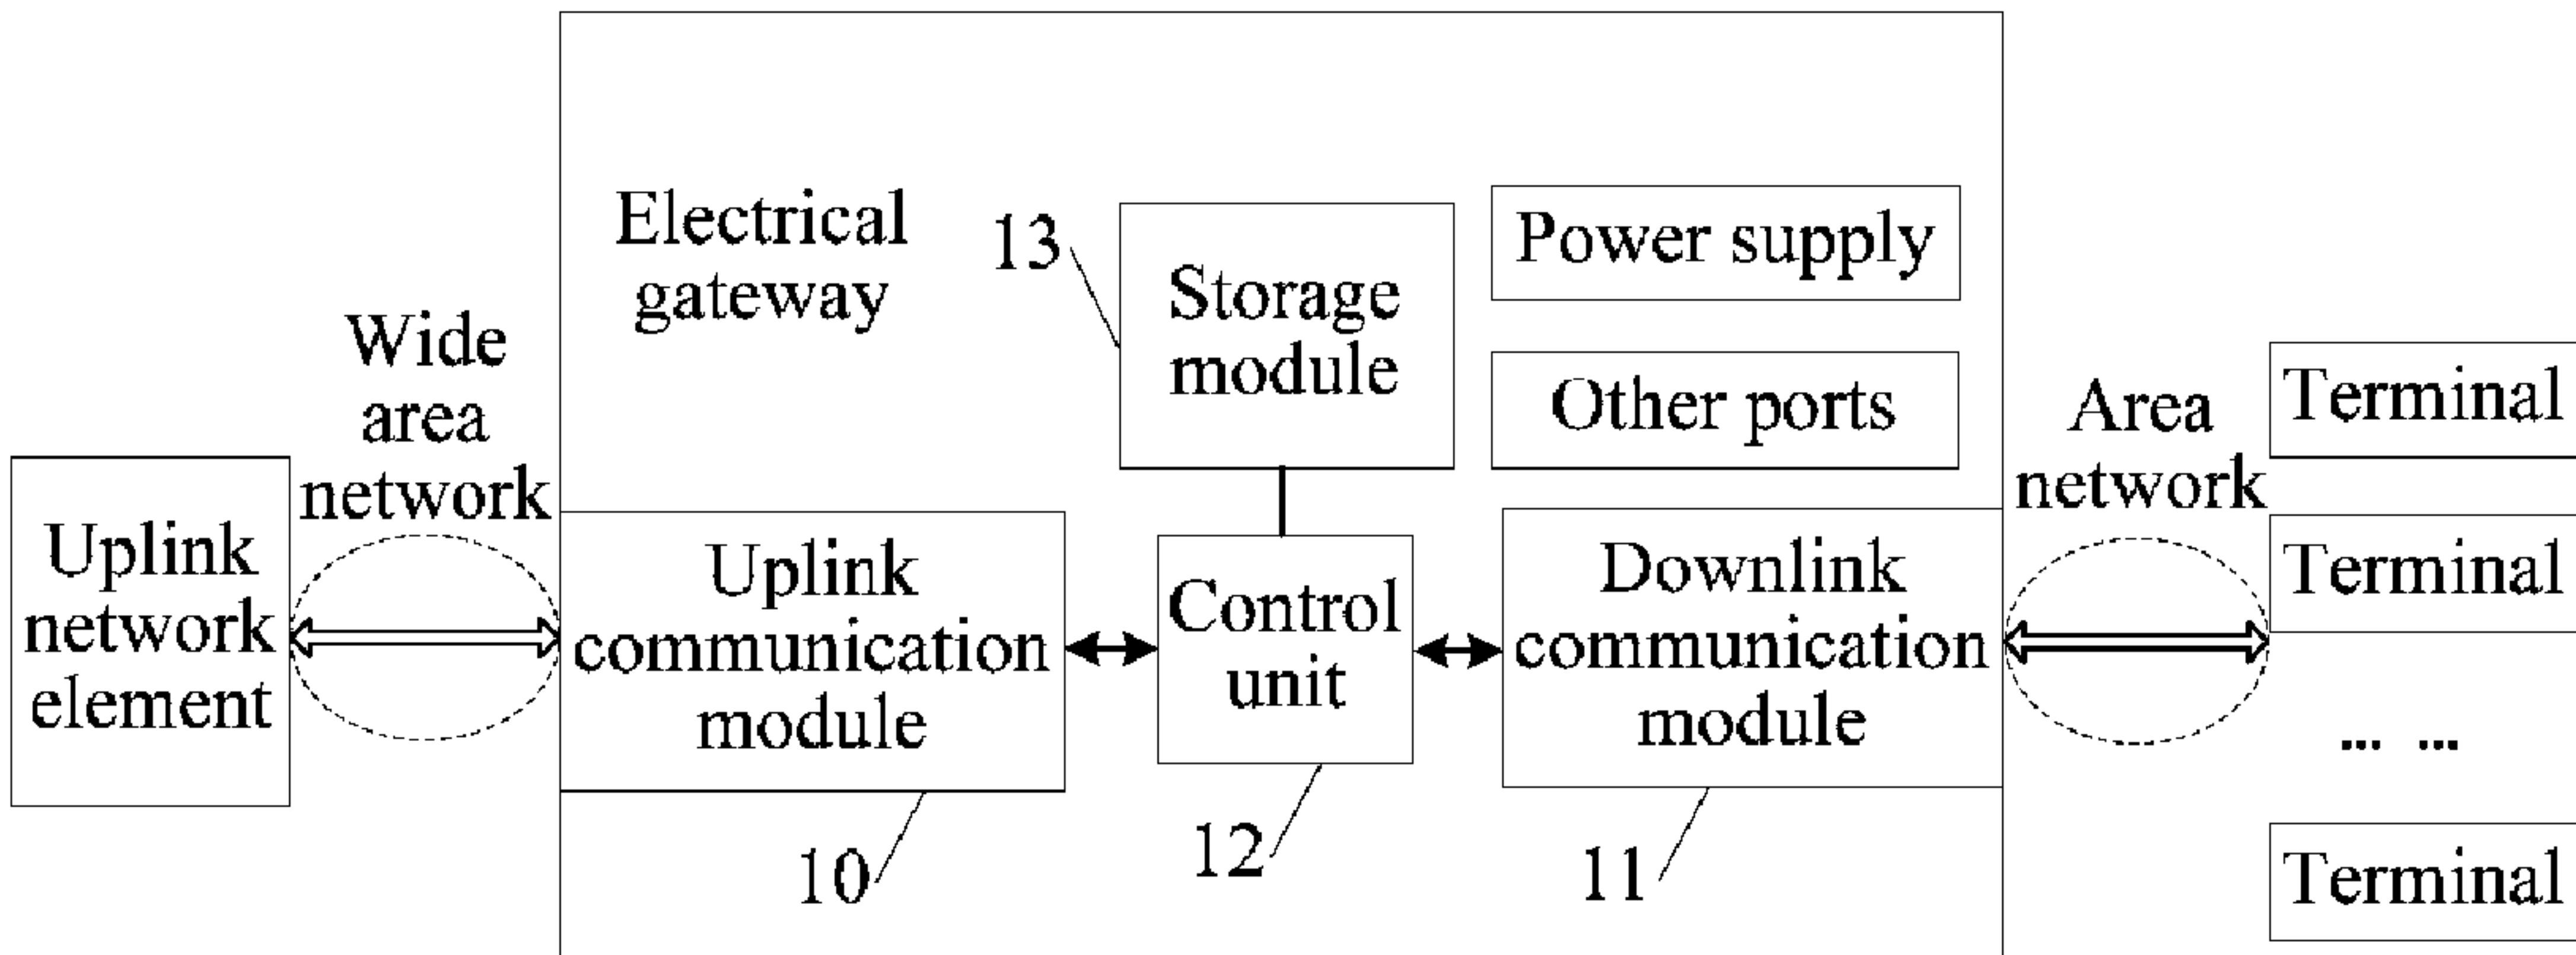 Electrical
gateway
13
Storage
module
Power supply
Other ports
Wide
area
network
Area
network
Terminal
Terminal
... ...
Terminal
Uplink
network
element
Uplink
communication
module
Control
unit
Downlink
communication
module
10
12
11